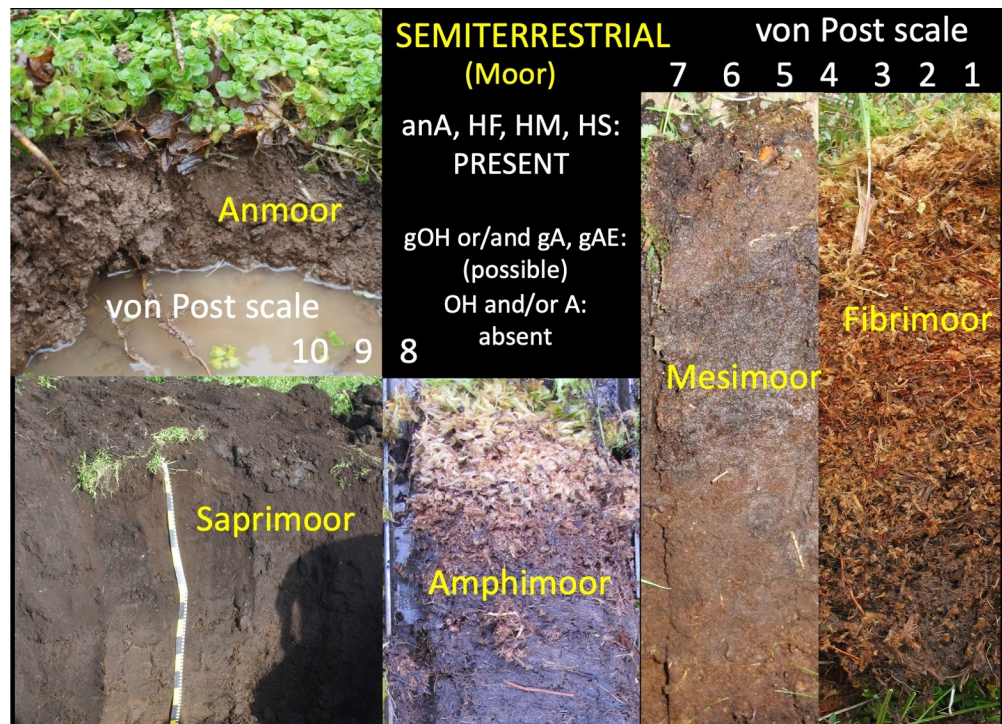 SEMITERRESTRIAL
(Moor)
von Post scale
7 6 5 4 3 2 1
anA, HF, HM, HS:
PRESENT
gOH or/and gA, gAE:
(possible)
OH and/or A:
absent
Anmoor
von Post scale
10 9 8
Fibrimoor
Mesimoor
Saprimoor
Amphimoor